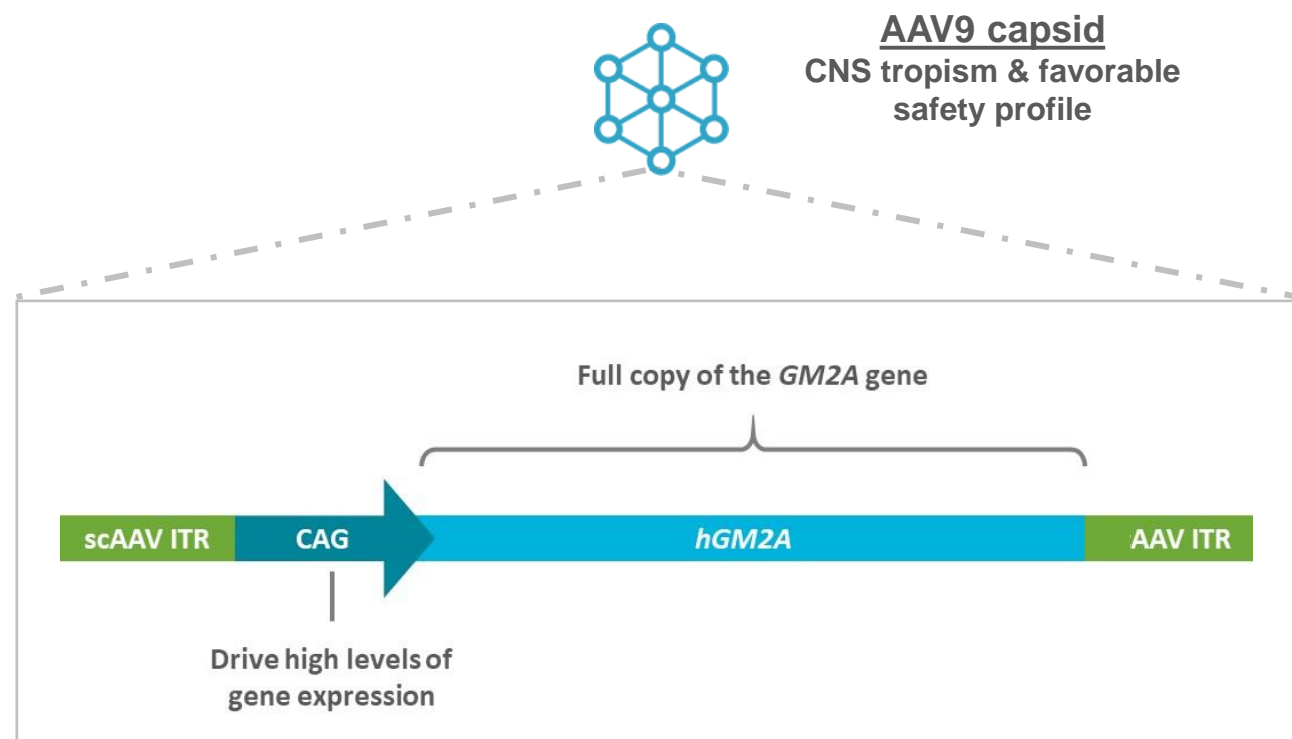 AAV9 capsid
CNS tropism & favorable
safety profile
Full copy of the GM2A gene
scAAV ITR
CAG
hGM2A
AAV ITR
Drive high levels of
gene expression